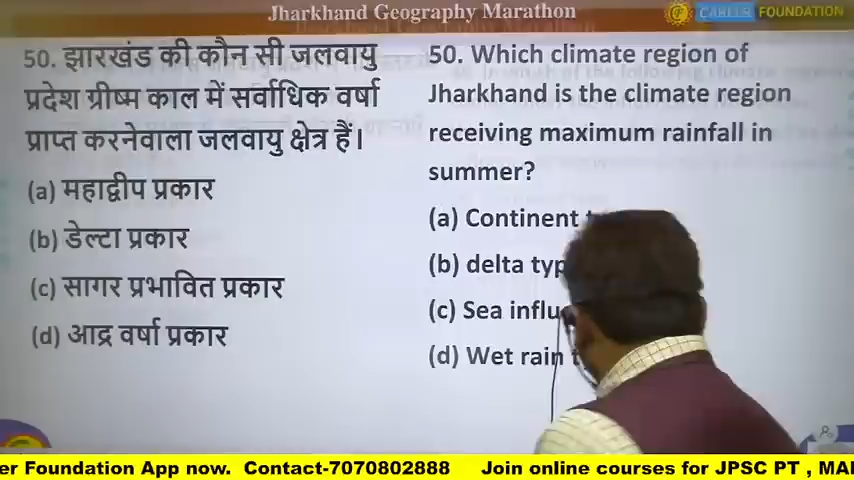 Jharkhand Geography Marathon
CAREER FOUNDATION
50. झारखंड की कौन सी जलवायु
प्रदेश ग्रीष्म काल में सर्वाधिक वर्षा
प्राप्त करनेवाला जलवायु क्षेत्र हैं।
(a) महाद्वीप प्रकार
(b) डेल्टा प्रकार
(c) सागर प्रभावित प्रकार
(d) आद्र वर्षा प्रकार
50. Which climate region of
Jharkhand is the climate region
receiving maximum rainfall in
summer?
(a) Continent
(b) delta typ
(c) Sea influ
(d) Wet rain t
er Foundation App now. Contact-7070802888 Join online courses for JPSC PT , MAI